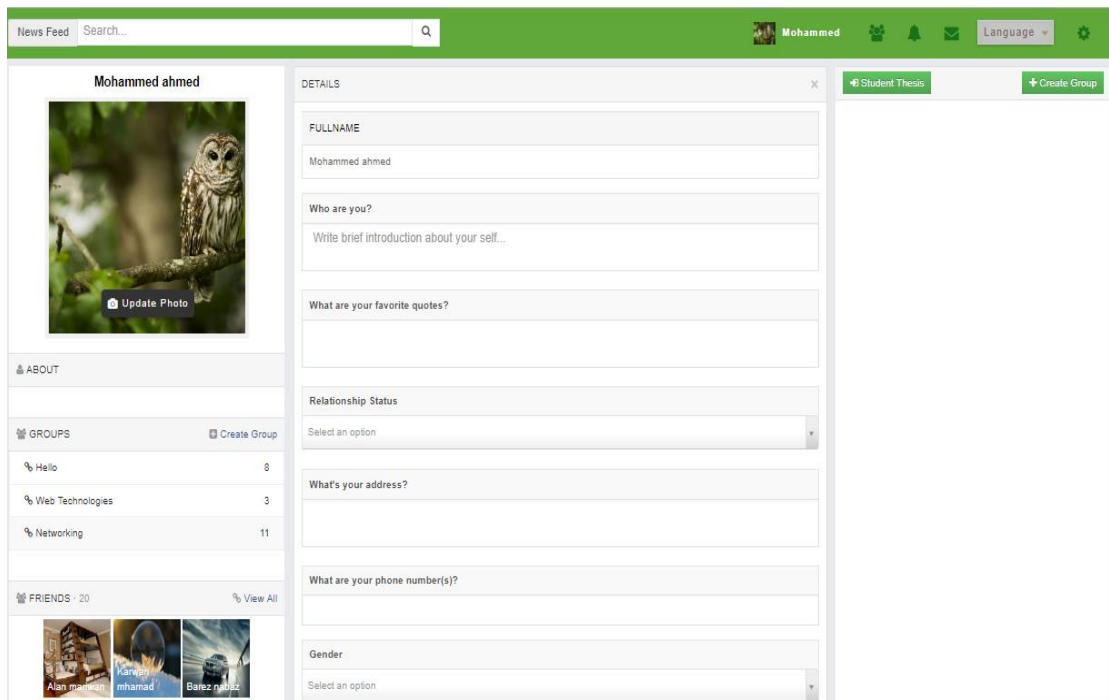 News Feed Search... Mohammed Language
Mohammed ahmed
Update Photo
ABOUT
GROUPS Create Group
Hello 8
Web Technologies 3
Networking 11
FRIENDS · 20 View All
Alan marwan Karwan mhamad Barez nabaz
DETAILS x
FULLNAME
Mohammed ahmed
Who are you?
Write brief introduction about your self...
What are your favorite quotes?
Relationship Status
Select an option
What's your address?
What are your phone number(s)?
Gender
Select an option
Student Thesis + Create Group